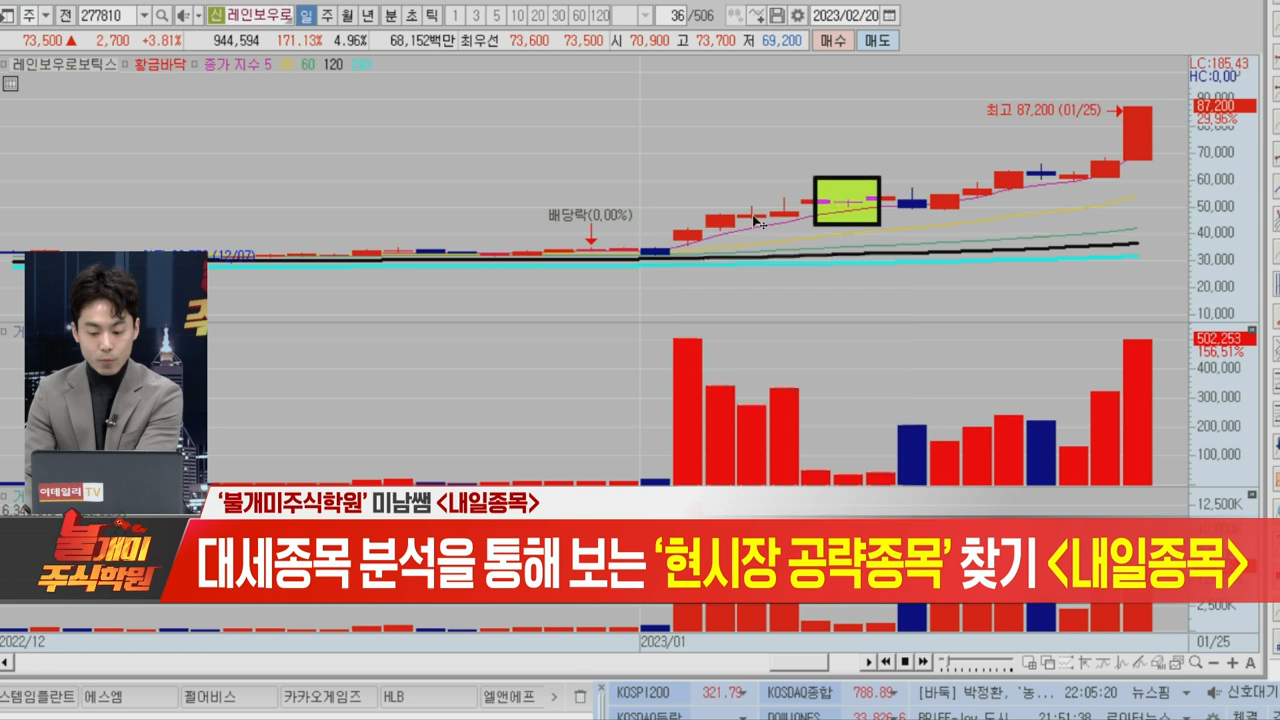 주 전 277810 신 레인보우로 일 주 월 년 분 초 틱 1 3 5 10 20 30 60 120 36 /506 2023/02/20
73,500 ▲ 2,700 +3.81% 944,594 171.13% 4.96% 68,152백만 최우선 73,600 73,500 시 70,900 고 73,700 저 69,200 매수 매도
레인보우로보틱스 황금바닥 종가 지수 5 60 120
LC:185.43
HC:0.00
최고 87,200 (01/25)
90,000
87,200
29.96%
80,000
70,000
60,000
50,000
40,000
30,000
20,000
10,000
배당락(0,00%)
(12/07)
502,253
156.51%
400,000
300,000
200,000
100,000
12,500K
이데일리 TV
'불개미주식학원' 미남쌤 <내일종목>
불개미
주식학원
대세종목 분석을 통해 보는 '현시장 공략종목' 찾기 <내일종목>
2,500K
2022/12 2023/01 01/25
스템임플란트 에스엠 펄어비스 카카오게임즈 HLB 엘앤에프
KOSPI200 321.79 KOSDAQ종합 788.89 [바둑] 박정환, '농... 22:05:20 뉴스핌 신호대기
21:51:38